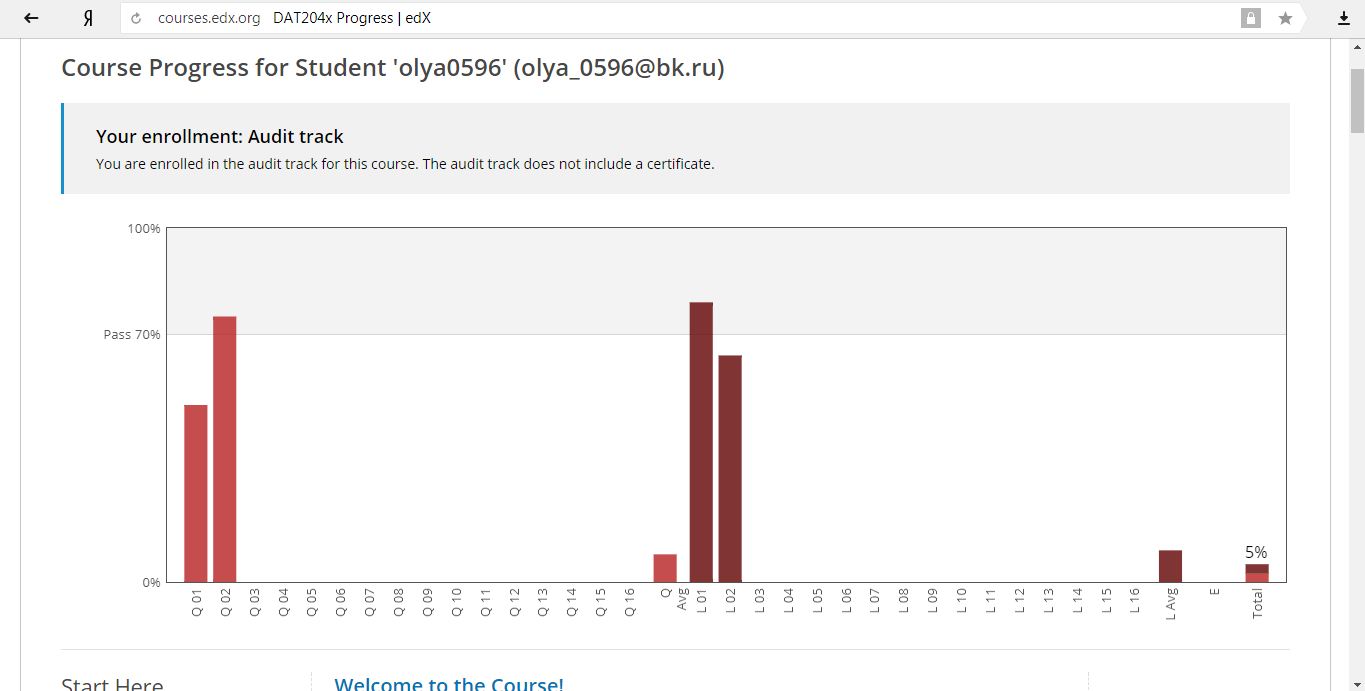 Я courses.edx.org DAT204x Progress | edX
Course Progress for Student 'olya0596' (olya_0596@bk.ru)
Your enrollment: Audit track
You are enrolled in the audit track for this course. The audit track does not include a certificate.
100%
Pass 70%
5%
0%
Q 01 Q 02 Q 03 Q 04 Q 05 Q 06 Q 07 Q 08 Q 09 Q 10 Q 11 Q 12 Q 13 Q 14 Q 15 Q 16 Q Avg L 01 L 02 L 03 L 04 L 05 L 06 L 07 L 08 L 09 L 10 L 11 L 12 L 13 L 14 L 15 L 16 L Avg E Total
Start Here Welcome to the Course!